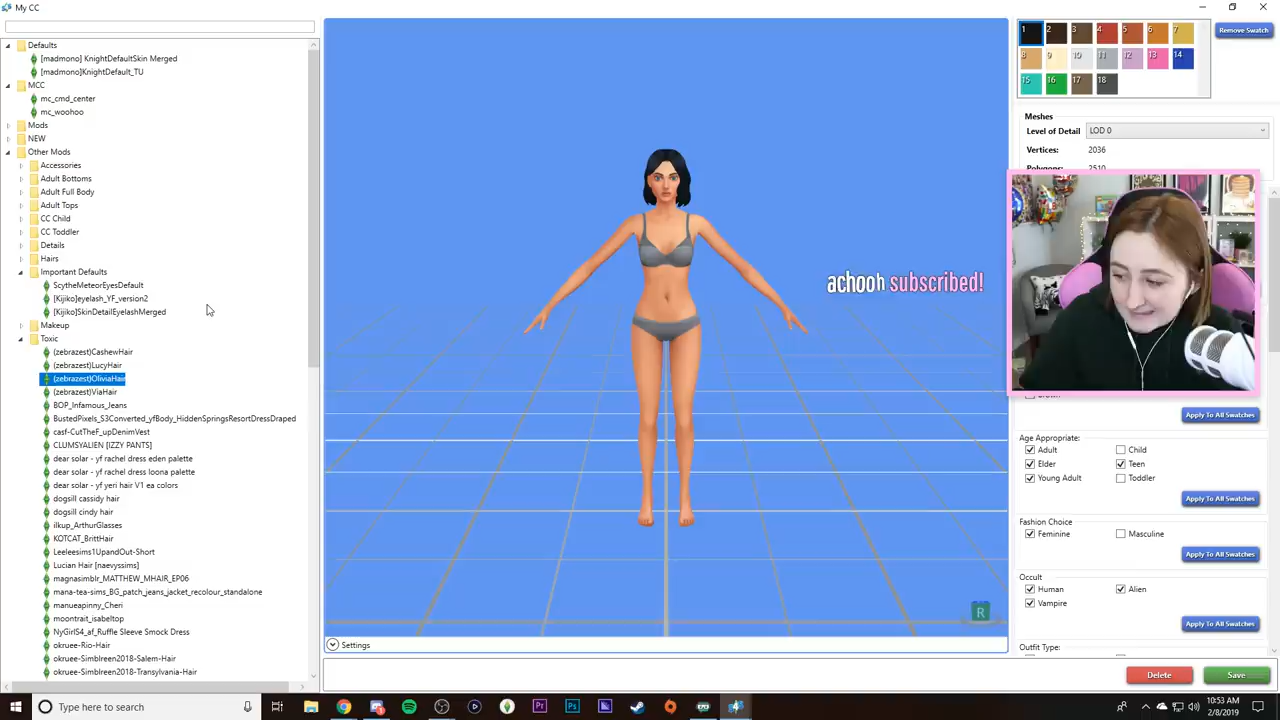 My CC
Defaults
[madmono] KnightDefaultSkin Merged
[madmono]KnightDefault_TU
MCC
mc_cmd_center
mc_woohoo
Mods
NEW
Other Mods
Accessories
Adult Bottoms
Adult Full Body
Adult Tops
CC Child
CC Toddler
Details
Hairs
Important Defaults
ScytheMeteorEyesDefault
[Kijiko]eyelash_YF_version2
[Kijiko]SkinDetailEyelashMerged
Makeup
Toxic
(zebrazest)CashewHair
(zebrazest)LucyHair
(zebrazest)OliviaHair
(zebrazest)ViaHair
BOP_Infamous_Jeans
BustedPixels_S3Converted_yfBody_HiddenSpringsResortDressDraped
casf-CutTheF_upDenimVest
CLUMSYALIEN [IZZY PANTS]
dear solar - yf rachel dress eden palette
dear solar - yf rachel dress loona palette
dear solar - yf yeri hair V1 ea colors
dogsill cassidy hair
dogsill cindy hair
ilkup_ArthurGlasses
KOTCAT_BrittHair
Leeleesims1UpandOut-Short
Lucian Hair [naevyssims]
magnasimblr_MATTHEW_MHAIR_EP06
mana-tea-sims_BG_patch_jeans_jacket_recolour_standalone
manueapinny_Cheri
moontrait_isabeltop
NyGirlS4_af_Ruffle Sleeve Smock Dress
okruee-Rio-Hair
okruee-Simblreen2018-Salem-Hair
okruee-Simblreen2018-Transylvania-Hair
achooh subscribed!
R
Settings
1 2 3 4 5 6 7
8 9 10 11 12 13 14
15 16 17 18
Remove Swatch
Meshes
Level of Detail LOD 0
Vertices: 2036
Polygons: 2510
Brown
Apply To All Swatches
Age Appropriate:
Adult Child
Elder Teen
Young Adult Toddler
Apply To All Swatches
Fashion Choice
Feminine Masculine
Apply To All Swatches
Occult
Human Alien
Vampire
Apply To All Swatches
Outfit Type:
Delete Save
Type here to search
10:53 AM
2/8/2019